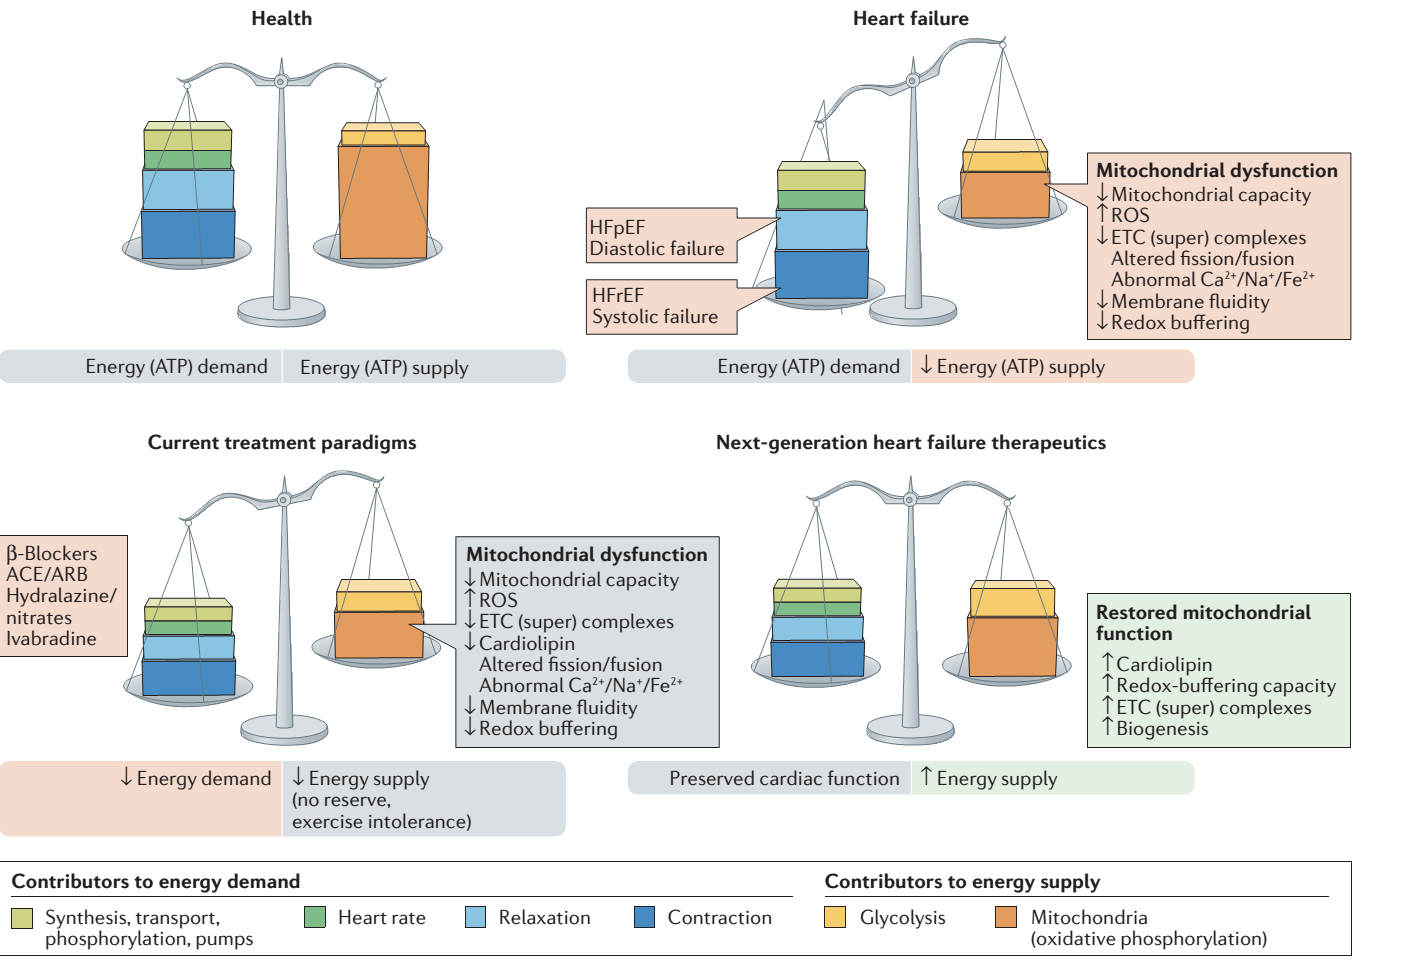 Health
Energy (ATP) demand
Energy (ATP) supply
Heart failure
HFpEF
Diastolic failure
HFrEF
Systolic failure
Mitochondrial dysfunction
↓ Mitochondrial capacity
↑ ROS
↓ ETC (super) complexes
Altered fission/fusion
Abnormal Ca²⁺/Na⁺/Fe²⁺
↓ Membrane fluidity
↓ Redox buffering
Energy (ATP) demand
↓ Energy (ATP) supply
Current treatment paradigms
β-Blockers
ACE/ARB
Hydralazine/
nitrates
Ivabradine
Mitochondrial dysfunction
↓ Mitochondrial capacity
↑ ROS
↓ ETC (super) complexes
↓ Cardiolipin
Altered fission/fusion
Abnormal Ca²⁺/Na⁺/Fe²⁺
↓ Membrane fluidity
↓ Redox buffering
↓ Energy demand
↓ Energy supply
(no reserve,
exercise intolerance)
Next-generation heart failure therapeutics
Restored mitochondrial
function
↑ Cardiolipin
↑ Redox-buffering capacity
↑ ETC (super) complexes
↑ Biogenesis
Preserved cardiac function
↑ Energy supply
Contributors to energy demand
Synthesis, transport,
phosphorylation, pumps
Heart rate
Relaxation
Contraction
Contributors to energy supply
Glycolysis
Mitochondria
(oxidative phosphorylation)